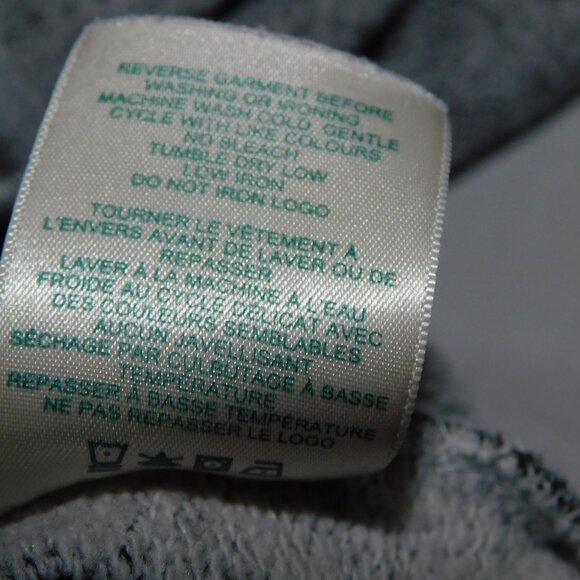 REVERSE GARMENT BEFORE
WASHING OR IRONING
MACHINE WASH COLD, GENTLE
CYCLE WITH LIKE COLOURS
NO BLEACH
TUMBLE DRY LOW
LOW IRON
DO NOT IRON LOGO
TOURNER LE VÊTEMENT À
L'ENVERS AVANT DE LAVER OU DE
REPASSER
LAVER À LA MACHINE À L'EAU
FROIDE AU CYCLE DÉLICAT AVEC
DES COULEURS SEMBLABLES
AUCUN JAVELLISANT
SÉCHAGE PAR CULBUTAGE À BASSE
TEMPÉRATURE
REPASSER À BASSE TEMPÉRATURE
NE PAS REPASSER LE LOGO